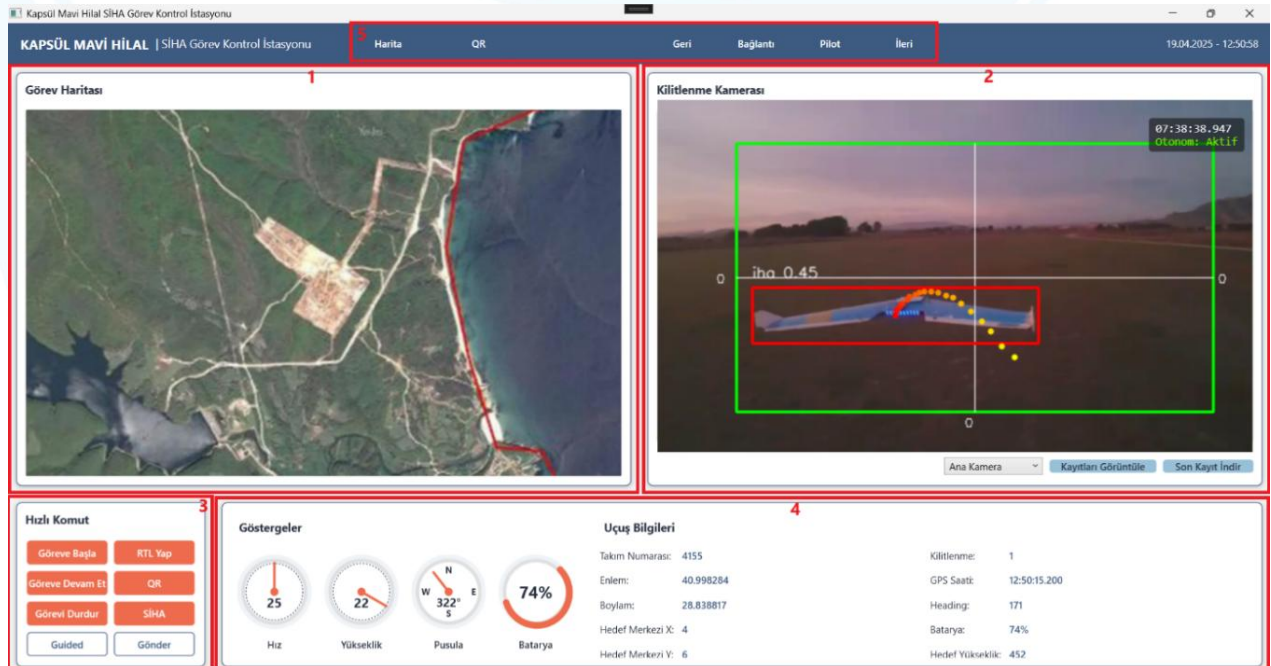 Kapsül Mavi Hilal SİHA Görev Kontrol İstasyonu
KAPSÜL MAVİ HİLAL | SİHA Görev Kontrol İstasyonu
5
Harita
QR
Geri
Bağlantı
Pilot
İleri
19.04.2025 - 12:50:58
1
Görev Haritası
2
Kilitlenme Kamerası
07:38:38.947
Otonom: Aktif
iha 0.45
0
0
0
Ana Kamera
Kayıtları Görüntüle
Son Kayıt İndir
3
Hızlı Komut
Göreve Başla
RTL Yap
Göreve Devam Et
QR
Görevi Durdur
SİHA
Guided
Gönder
4
Göstergeler
25
Hız
22
Yükseklik
N
W
E
322°
S
Pusula
74%
Batarya
Uçuş Bilgileri
Takım Numarası: 4155
Enlem: 40.998284
Boylam: 28.838817
Hedef Merkezi X: 4
Hedef Merkezi Y: 6
Kilitlenme: 1
GPS Saati: 12:50:15.200
Heading: 171
Batarya: 74%
Hedef Yükseklik: 452